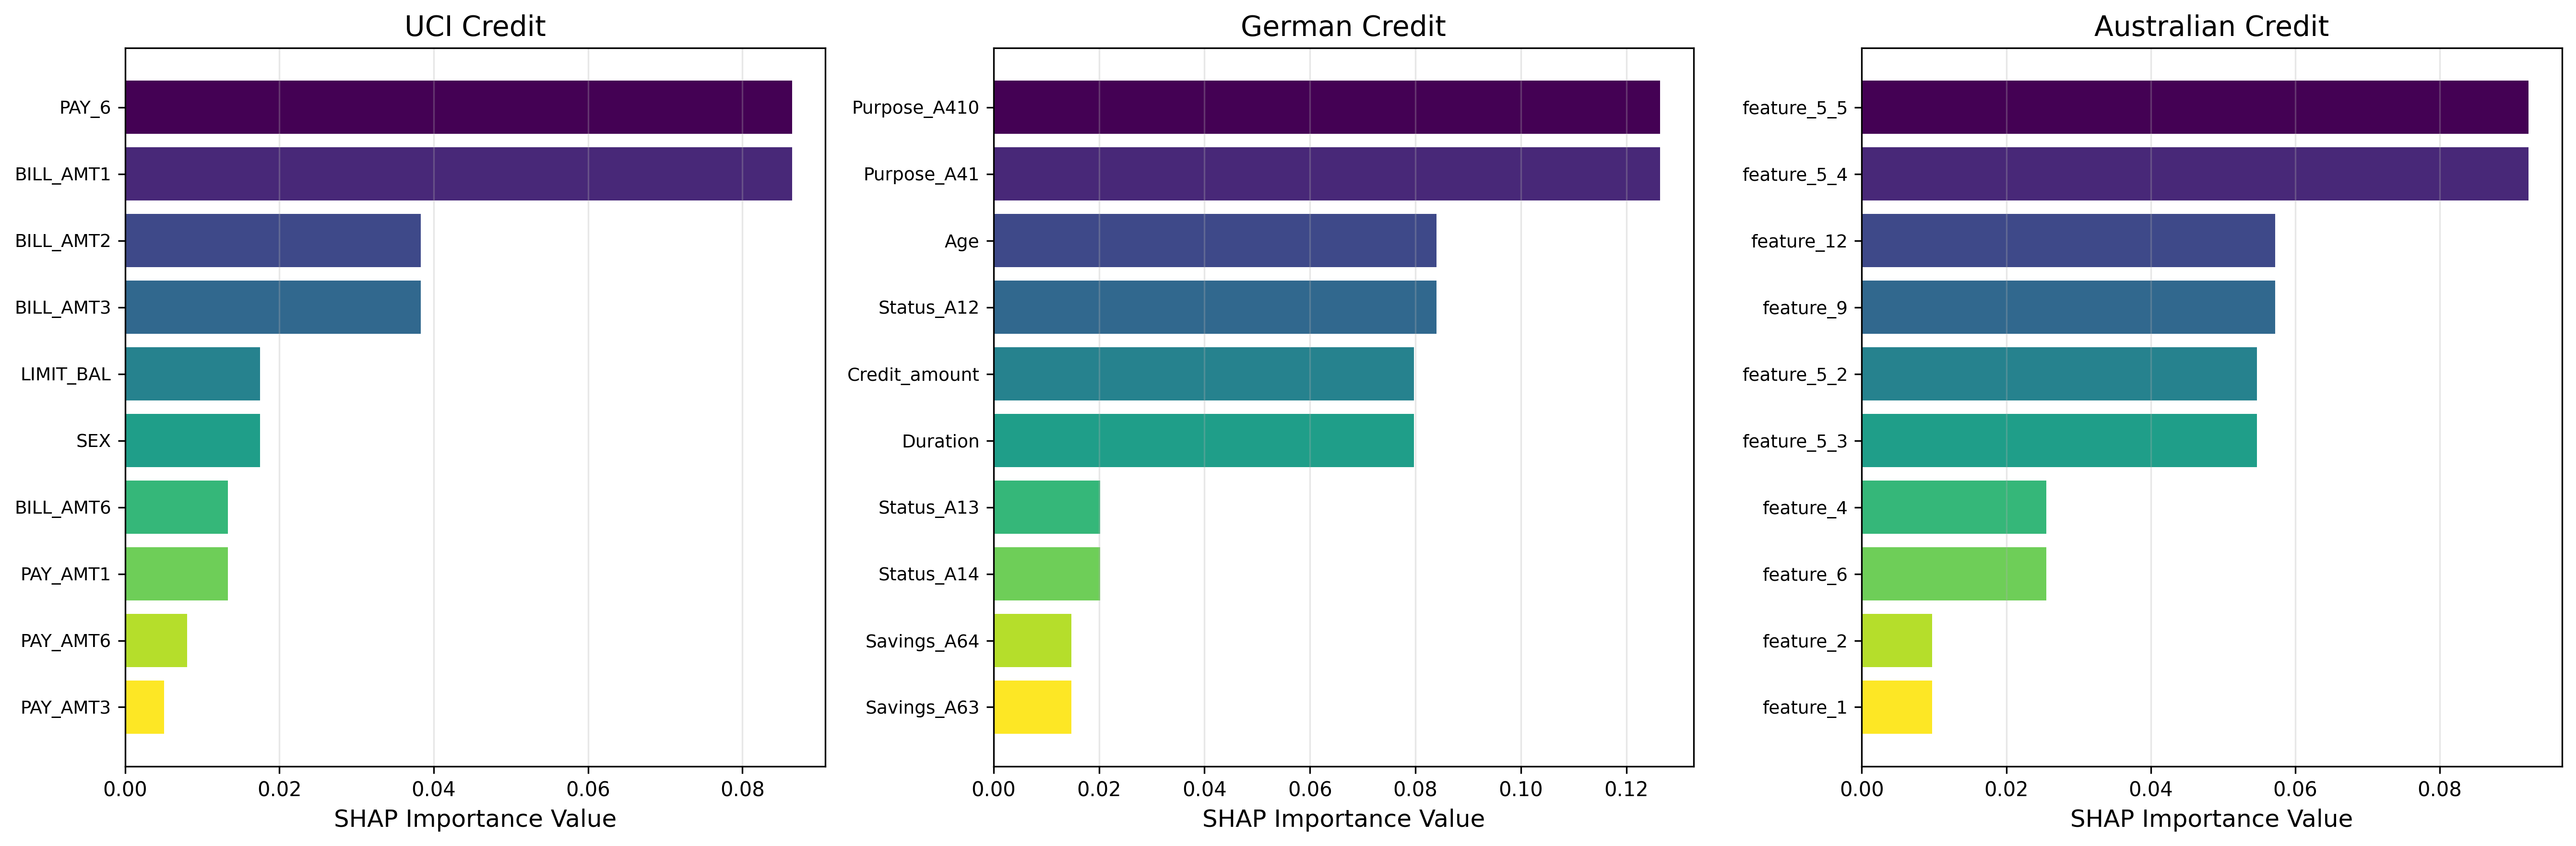 UCI Credit
PAY_6
BILL_AMT1
BILL_AMT2
BILL_AMT3
LIMIT_BAL
SEX
BILL_AMT6
PAY_AMT1
PAY_AMT6
PAY_AMT3
0.00 0.02 0.04 0.06 0.08
SHAP Importance Value
German Credit
Purpose_A410
Purpose_A41
Age
Status_A12
Credit_amount
Duration
Status_A13
Status_A14
Savings_A64
Savings_A63
0.00 0.02 0.04 0.06 0.08 0.10 0.12
SHAP Importance Value
Australian Credit
feature_5_5
feature_5_4
feature_12
feature_9
feature_5_2
feature_5_3
feature_4
feature_6
feature_2
feature_1
0.00 0.02 0.04 0.06 0.08
SHAP Importance Value